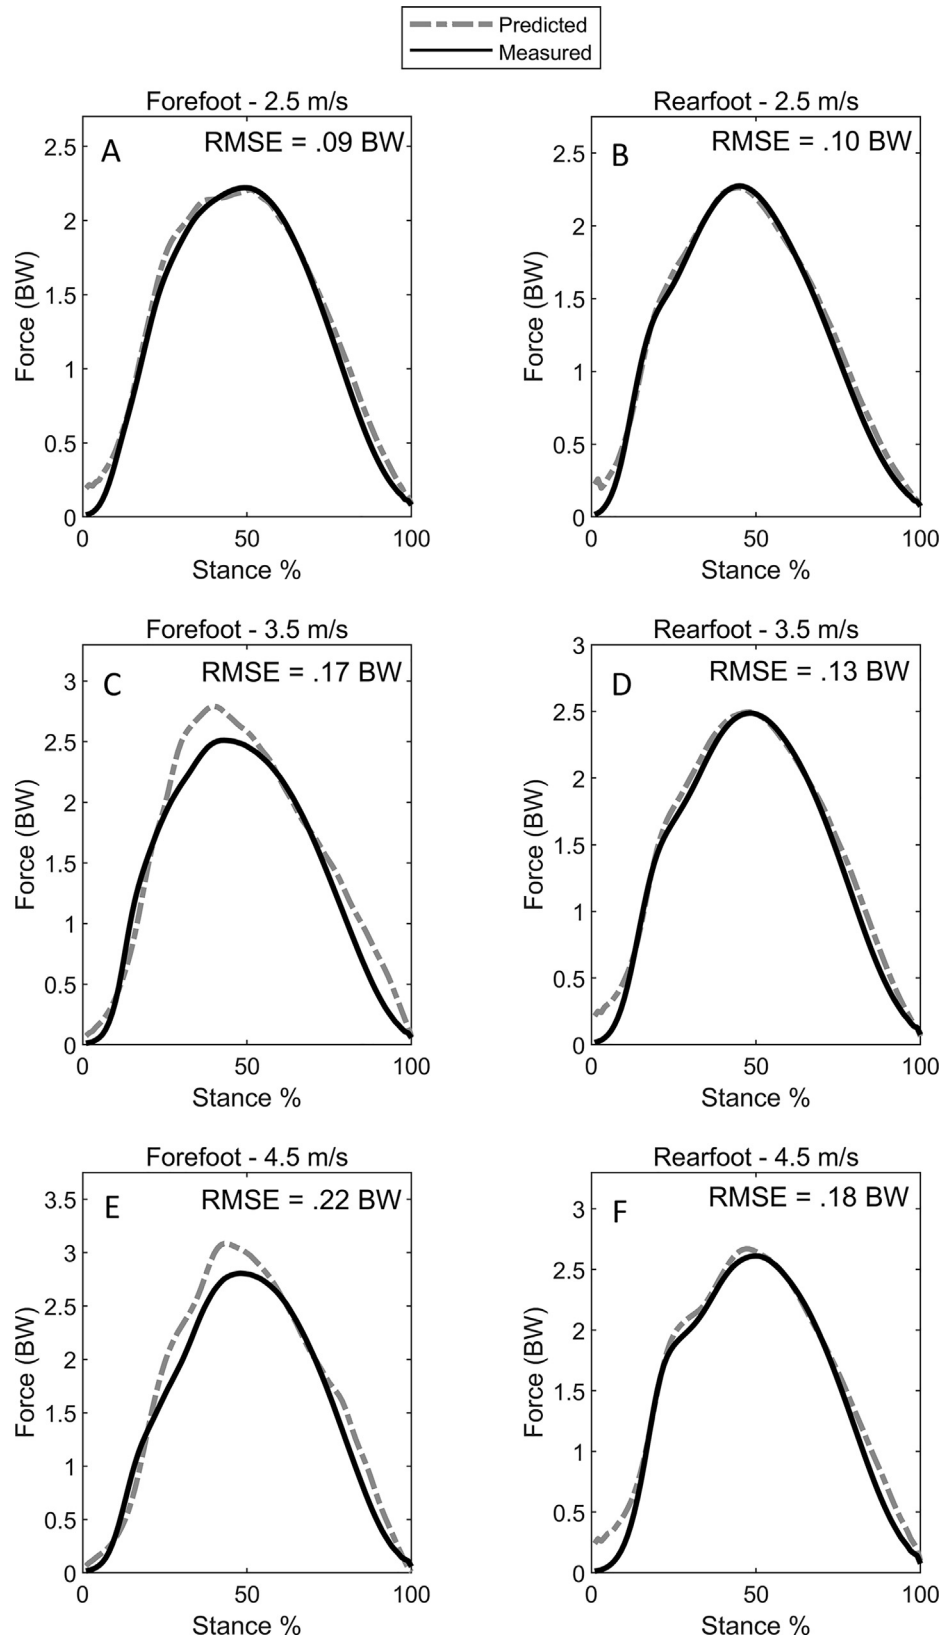 Predicted
Measured
Forefoot - 2.5 m/s
A
RMSE = .09 BW
2.5
2
1.5
1
0.5
0
Force (BW)
0 50 100
Stance %
Rearfoot - 2.5 m/s
B
RMSE = .10 BW
2.5
2
1.5
1
0.5
0
Force (BW)
0 50 100
Stance %
Forefoot - 3.5 m/s
C
RMSE = .17 BW
3
2.5
2
1.5
1
0.5
0
Force (BW)
0 50 100
Stance %
Rearfoot - 3.5 m/s
D
RMSE = .13 BW
3
2.5
2
1.5
1
0.5
0
Force (BW)
0 50 100
Stance %
Forefoot - 4.5 m/s
E
RMSE = .22 BW
3.5
3
2.5
2
1.5
1
0.5
0
Force (BW)
0 50 100
Stance %
Rearfoot - 4.5 m/s
F
RMSE = .18 BW
3
2.5
2
1.5
1
0.5
0
Force (BW)
0 50 100
Stance %